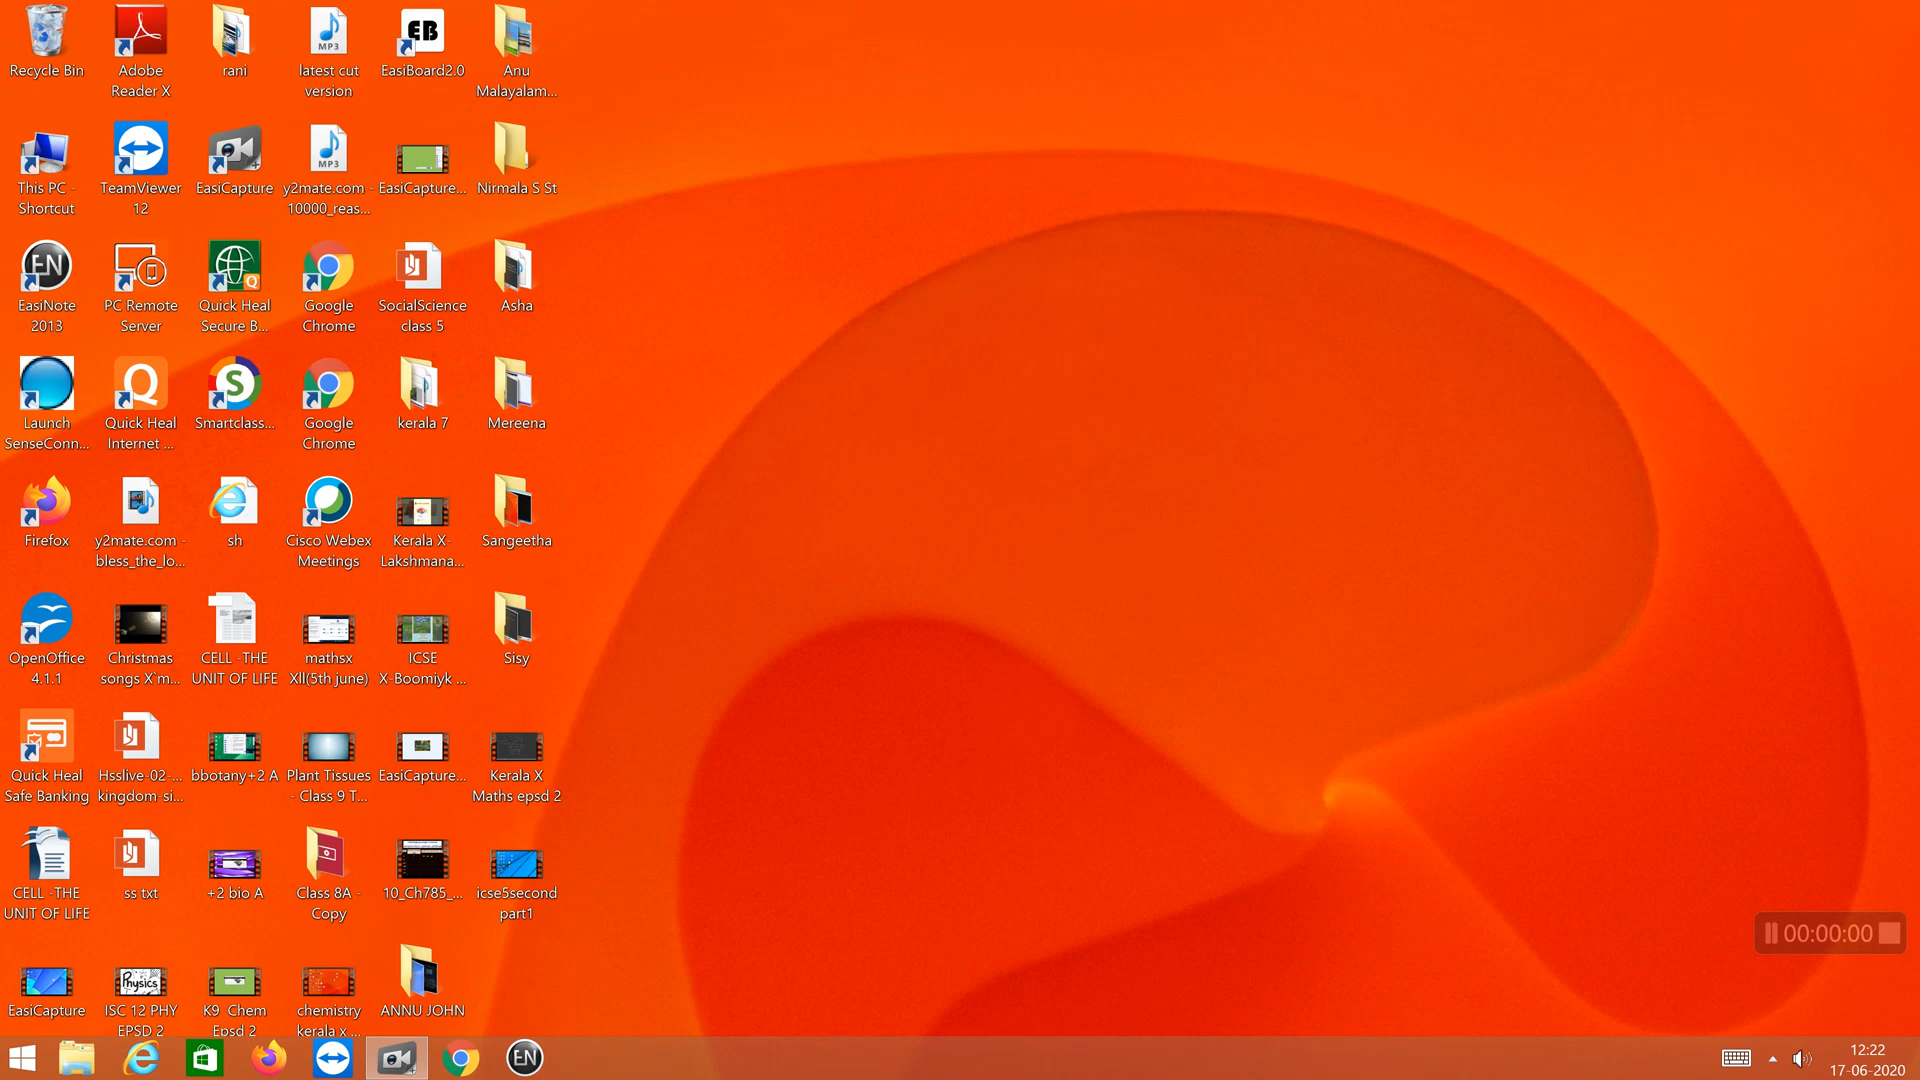 Recycle Bin
Adobe
Reader X
rani
MP3
latest cut
version
EB
EasiBoard2.0
Anu
Malayalam...
This PC -
Shortcut
TeamViewer
12
EasiCapture
MP3
y2mate.com -
10000_reas...
EasiCapture...
Nirmala S St
EN
EasiNote
2013
PC Remote
Server
Quick Heal
Secure B...
Google
Chrome
SocialScience
class 5
Asha
Launch
SenseConn...
Quick Heal
Internet ...
Smartclass...
Google
Chrome
kerala 7
Mereena
Firefox
y2mate.com -
bless_the_lo...
sh
Cisco Webex
Meetings
Kerala X-
Lakshmana...
Sangeetha
OpenOffice
4.1.1
Christmas
songs X`m...
CELL -THE
UNIT OF LIFE
mathsx
Xll(5th june)
ICSE
X-Boomiyk ...
Sisy
Quick Heal
Safe Banking
Hsslive-02-...
kingdom-si...
bbotany+2 A
Plant Tissues
- Class 9 T...
EasiCapture...
Kerala X
Maths epsd 2
CELL -THE
UNIT OF LIFE
ss txt
+2 bio A
Class 8A -
Copy
10_Ch785_...
icse5second
part1
00:00:00
EasiCapture
Physics
ISC 12 PHY
EPSD 2
K9 Chem
Epsd 2
chemistry
kerala x ...
ANNU JOHN
EN
12:22
17-06-2020